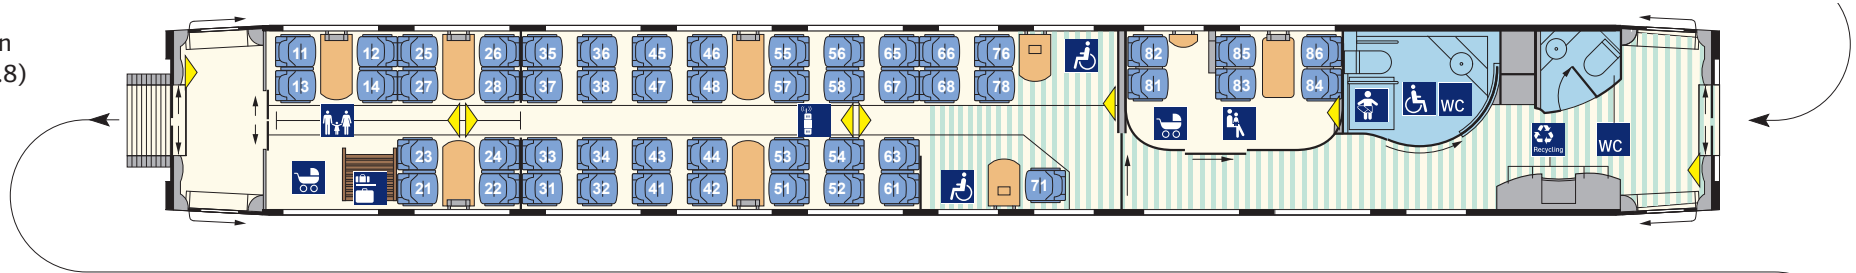 n
.8)
11 12 25 26 35 36 45 46 55 56 65 66 76 82 85 86
13 14 27 28 37 38 47 48 57 58 67 68 78 81 83 84
WC
Recycling
WC
23 24 33 34 43 44 53 54 63
21 22 31 32 41 42 51 52 61 71